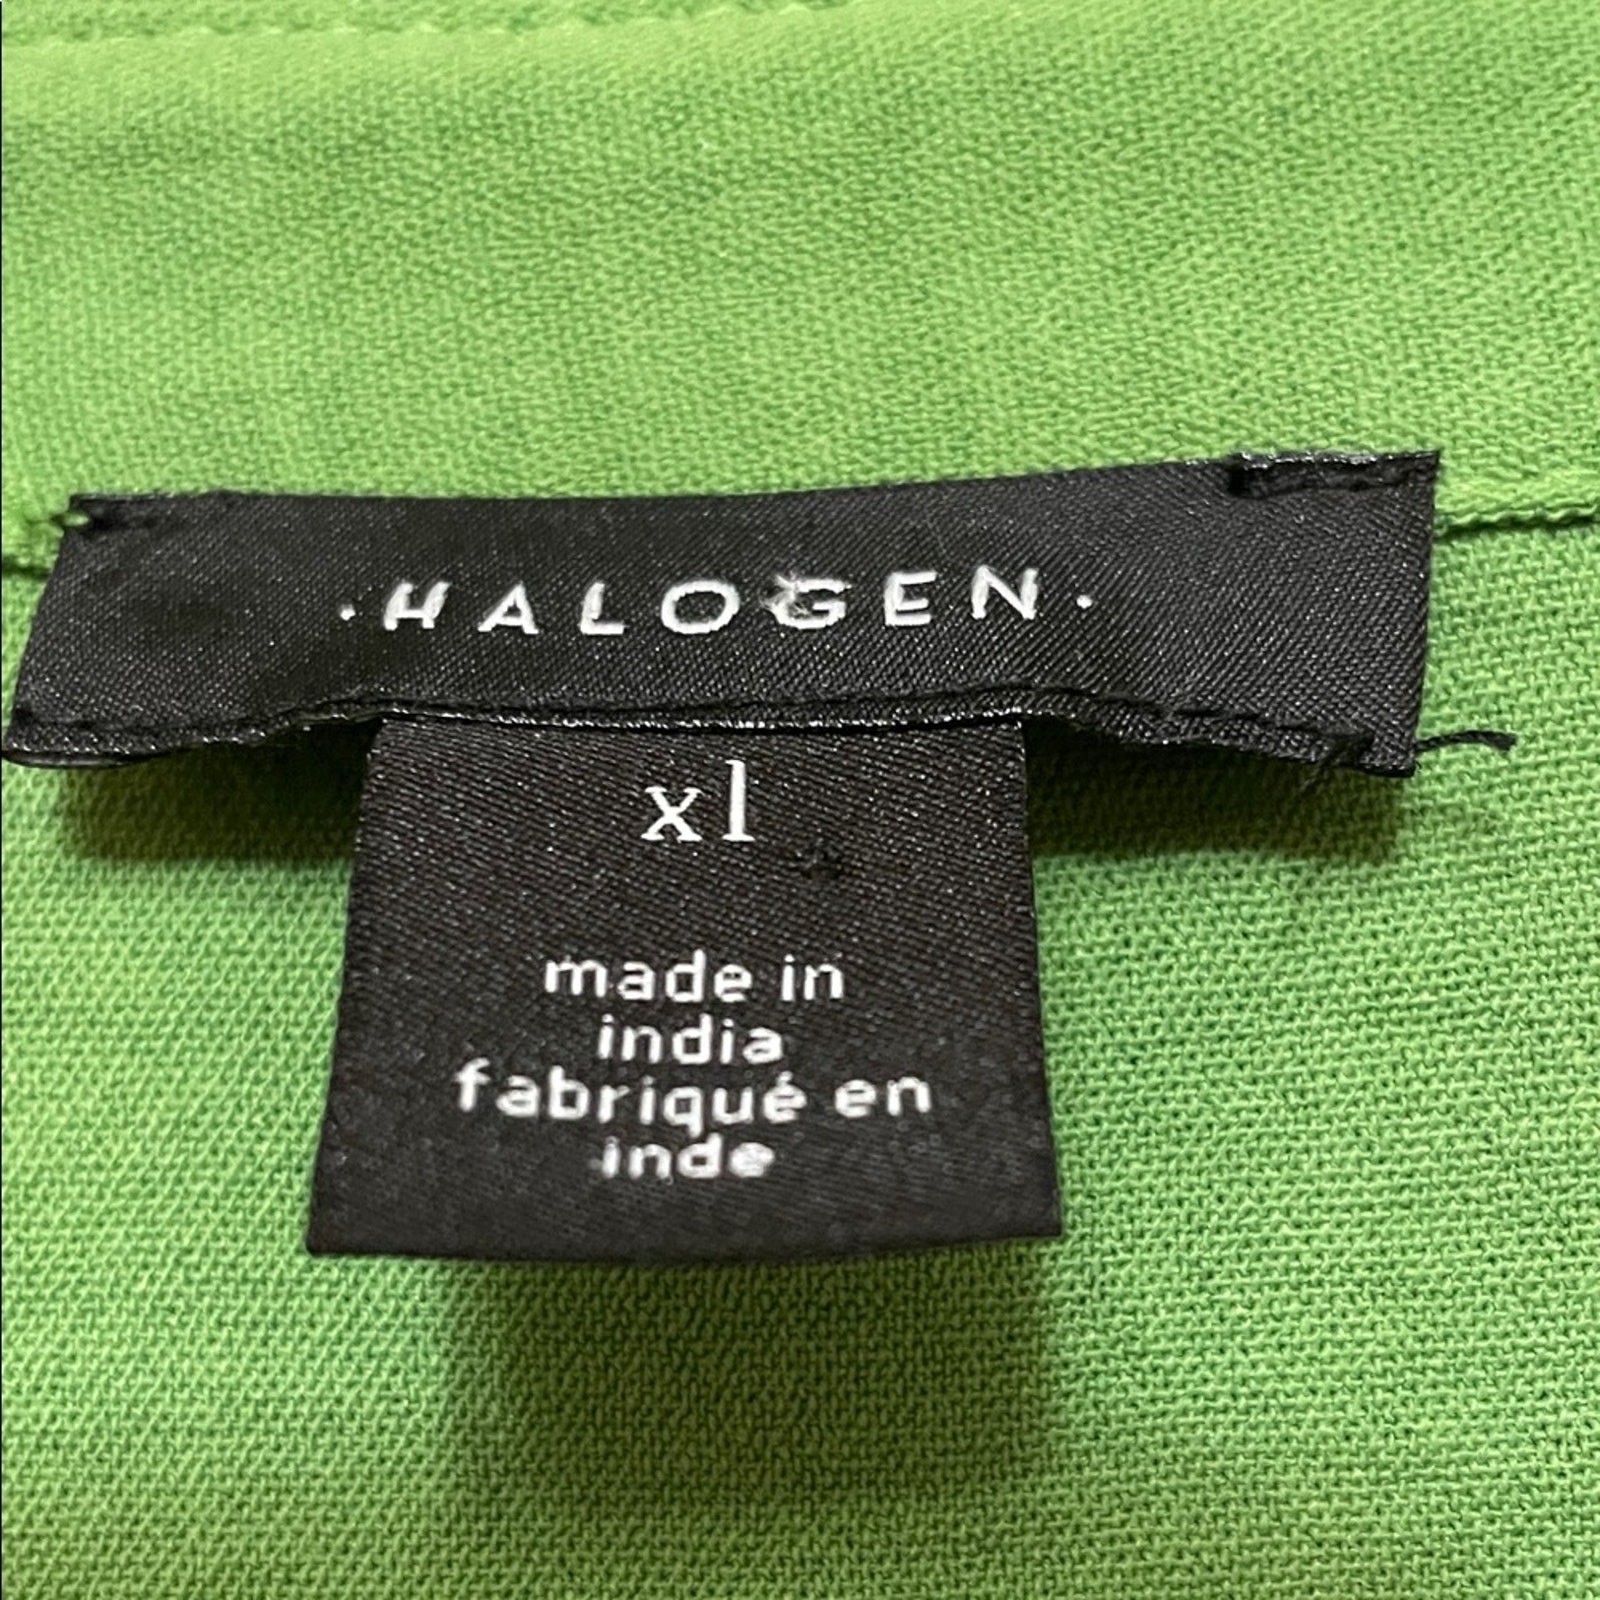 ·HALOGEN·
xl
made in
india
fabriqué en
inde